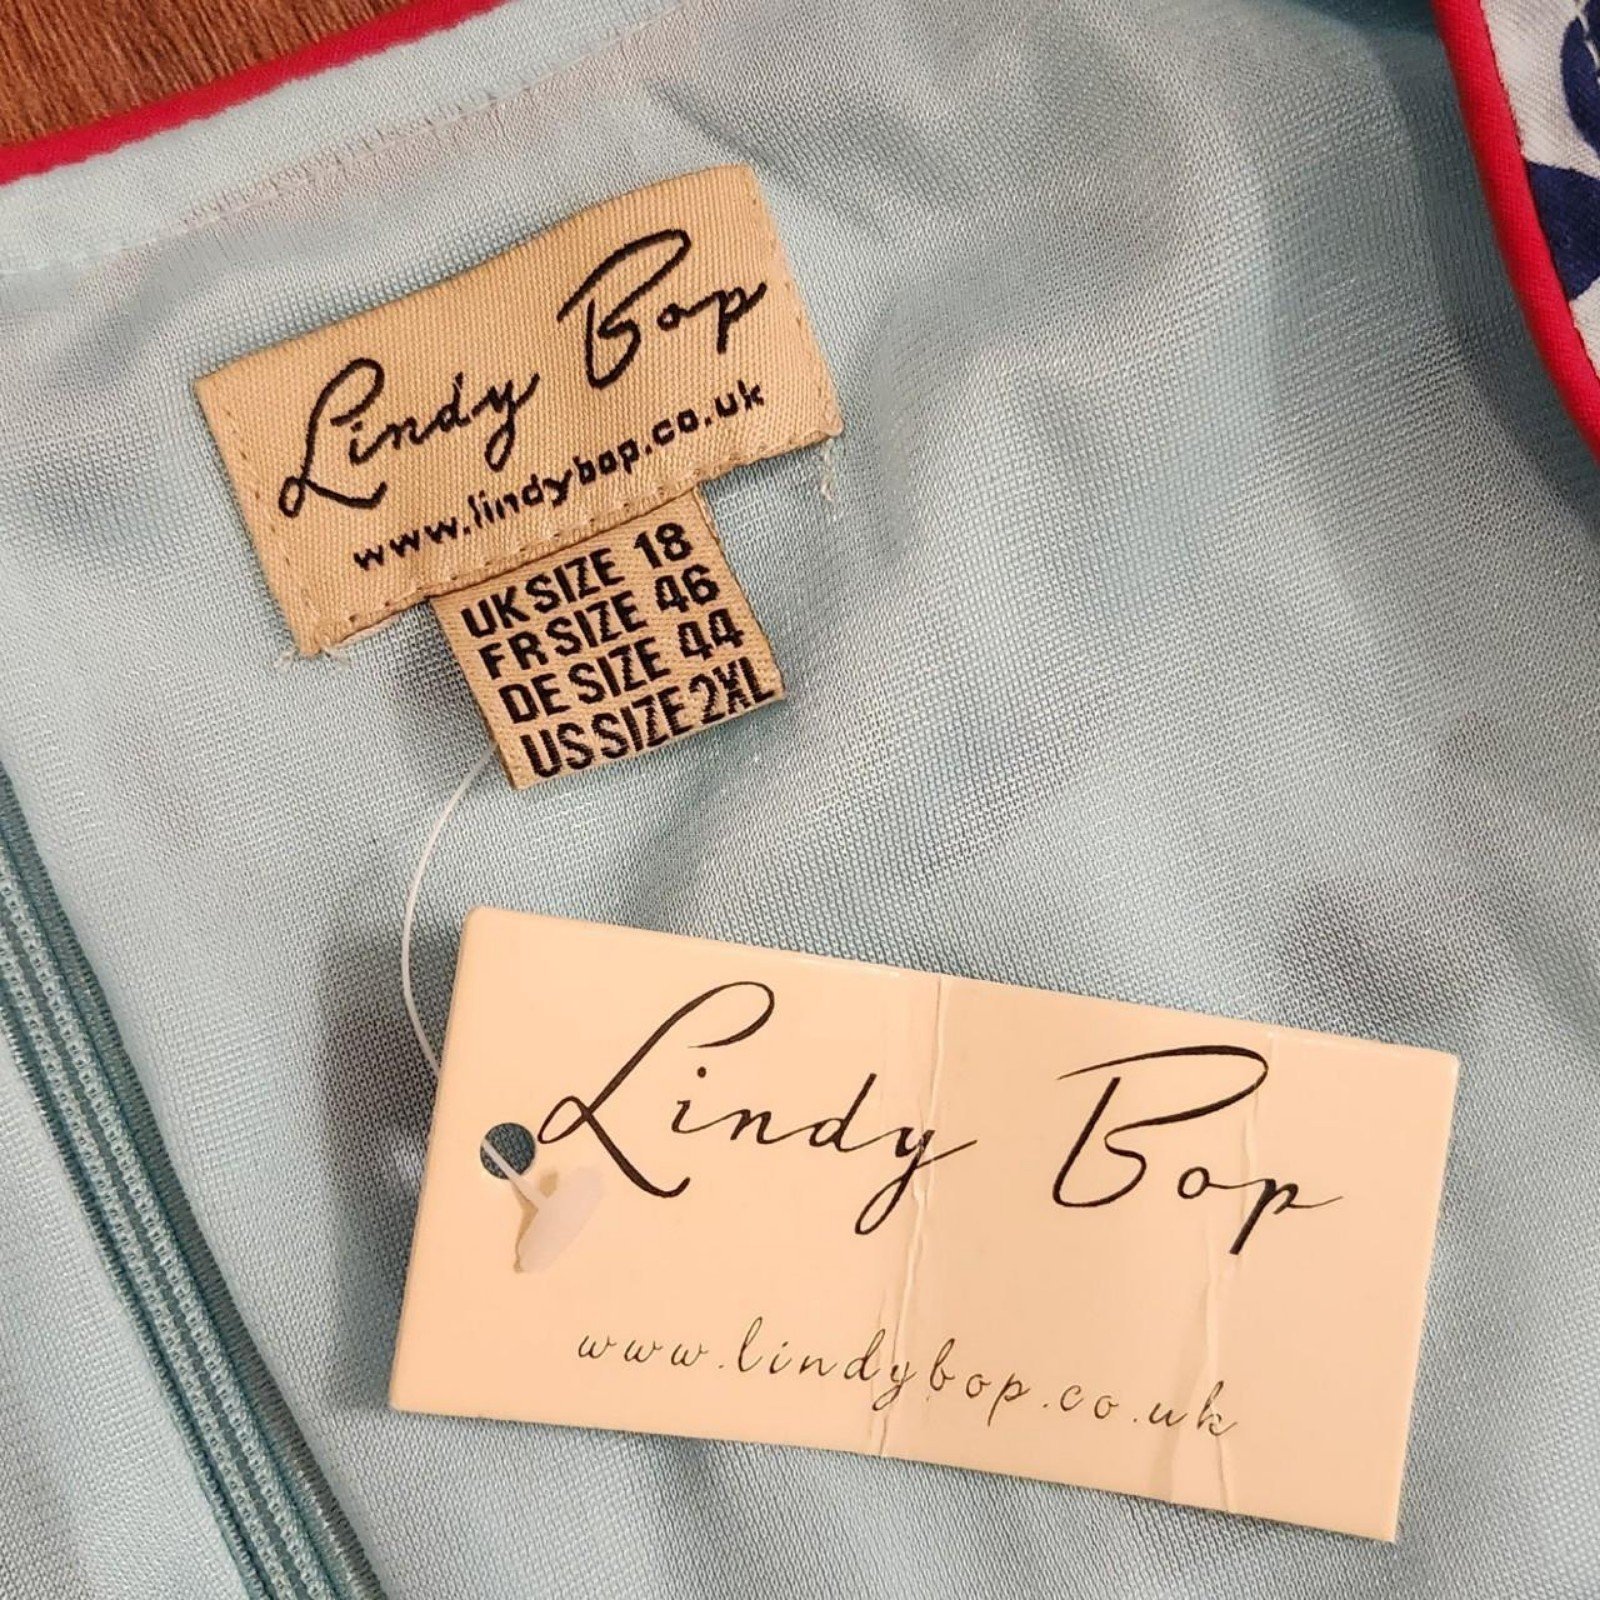 Lindy Bop
www.lindybop.co.uk
UK SIZE 18
FR SIZE 46
DE SIZE 44
US SIZE 2XL
Lindy Bop
www.lindybop.co.uk